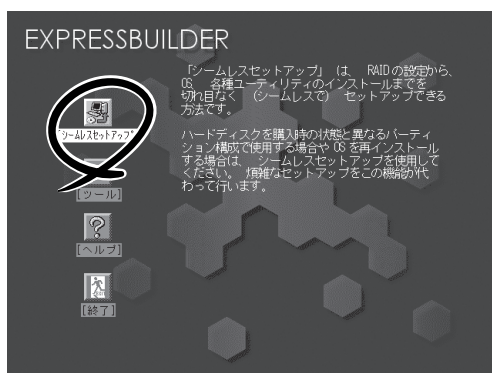 EXPRESSBUILDER
「シームレスセットアップ」 は、 RAIDの設定から、
OS、 各種ユーティリティのインストールまでを
切れ目なく (シームレスで) セットアップできる
方法です。
ハードディスクを購入時の状態と異なるパーティ
ション構成で使用する場合や OSを再インストール
する場合は、 シームレスセットアップを使用して
ください。 煩雑なセットアップをこの機能が代
わって行います。
シームレスセットアップ
[ツール]
[ヘルプ]
[終了]